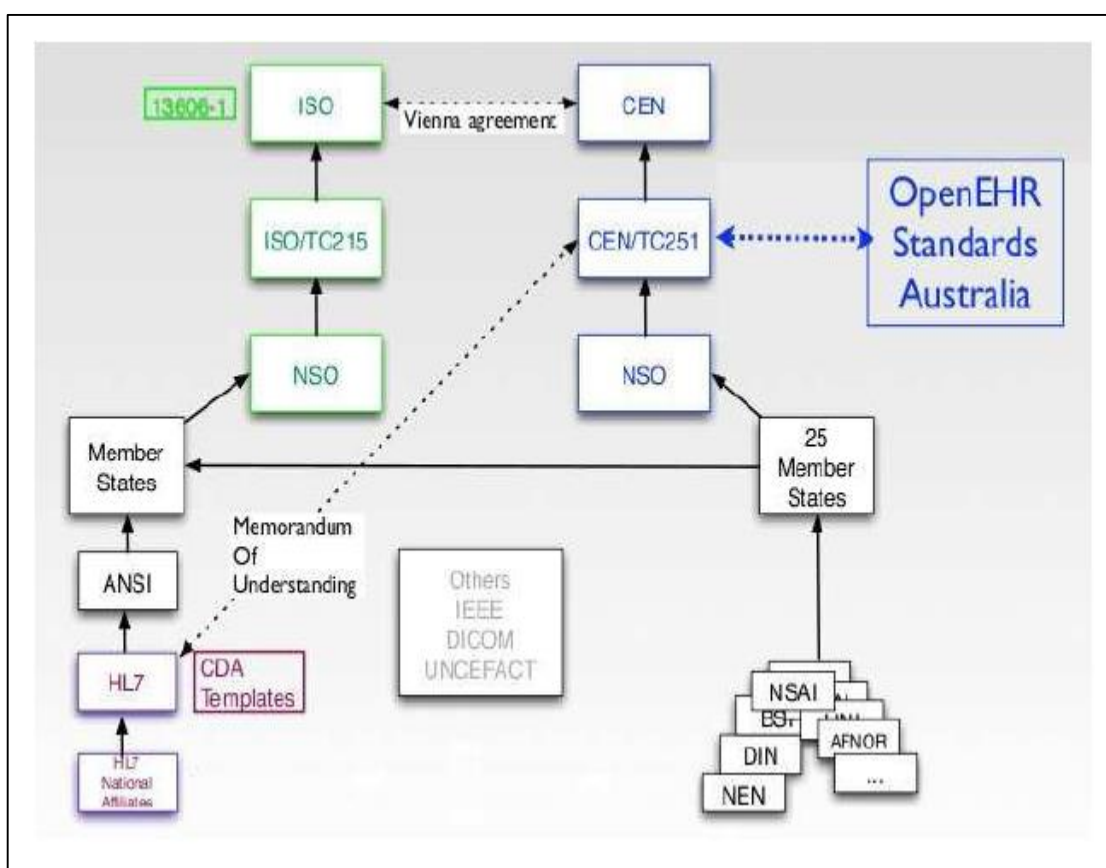 13606-1
ISO
Vienna agreement
CEN
ISO/TC215
CEN/TC251
OpenEHR
Standards
Australia
NSO
NSO
Member
States
25
Member
States
Memorandum
Of
Understanding
ANSI
Others
IEEE
DICOM
UNCEFACT
HL7
CDA
Templates
HL7
National
Affiliates
NSAI
DIN
AFNOR
NEN
...